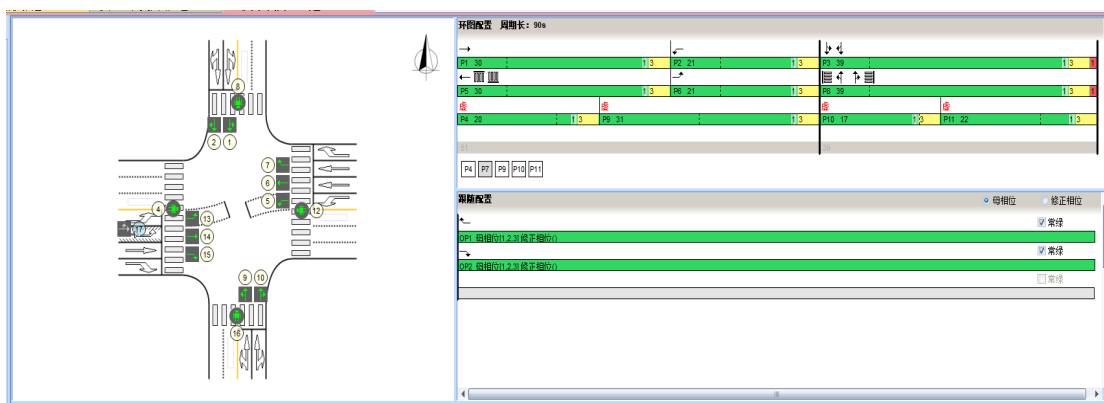 环图配置 周期长: 90s
P1 30 1 3 P2 21 1 3 P3 39 1 3 1
P5 30 1 3 P6 21 1 3 P8 39 1 3 1
虚 虚 虚 虚
P4 20 1 3 P9 31 1 3 P10 17 1 3 P11 22 1 3
51 39
P4 P7 P9 P10 P11
跟随配置 母相位 修正相位
常绿
OP1 母相位[1,2,3] 修正相位()
常绿
OP2 母相位[1,2,3] 修正相位()
常绿
8
2 1
7
6
5
4 12
13
17
14
15
9 10
16